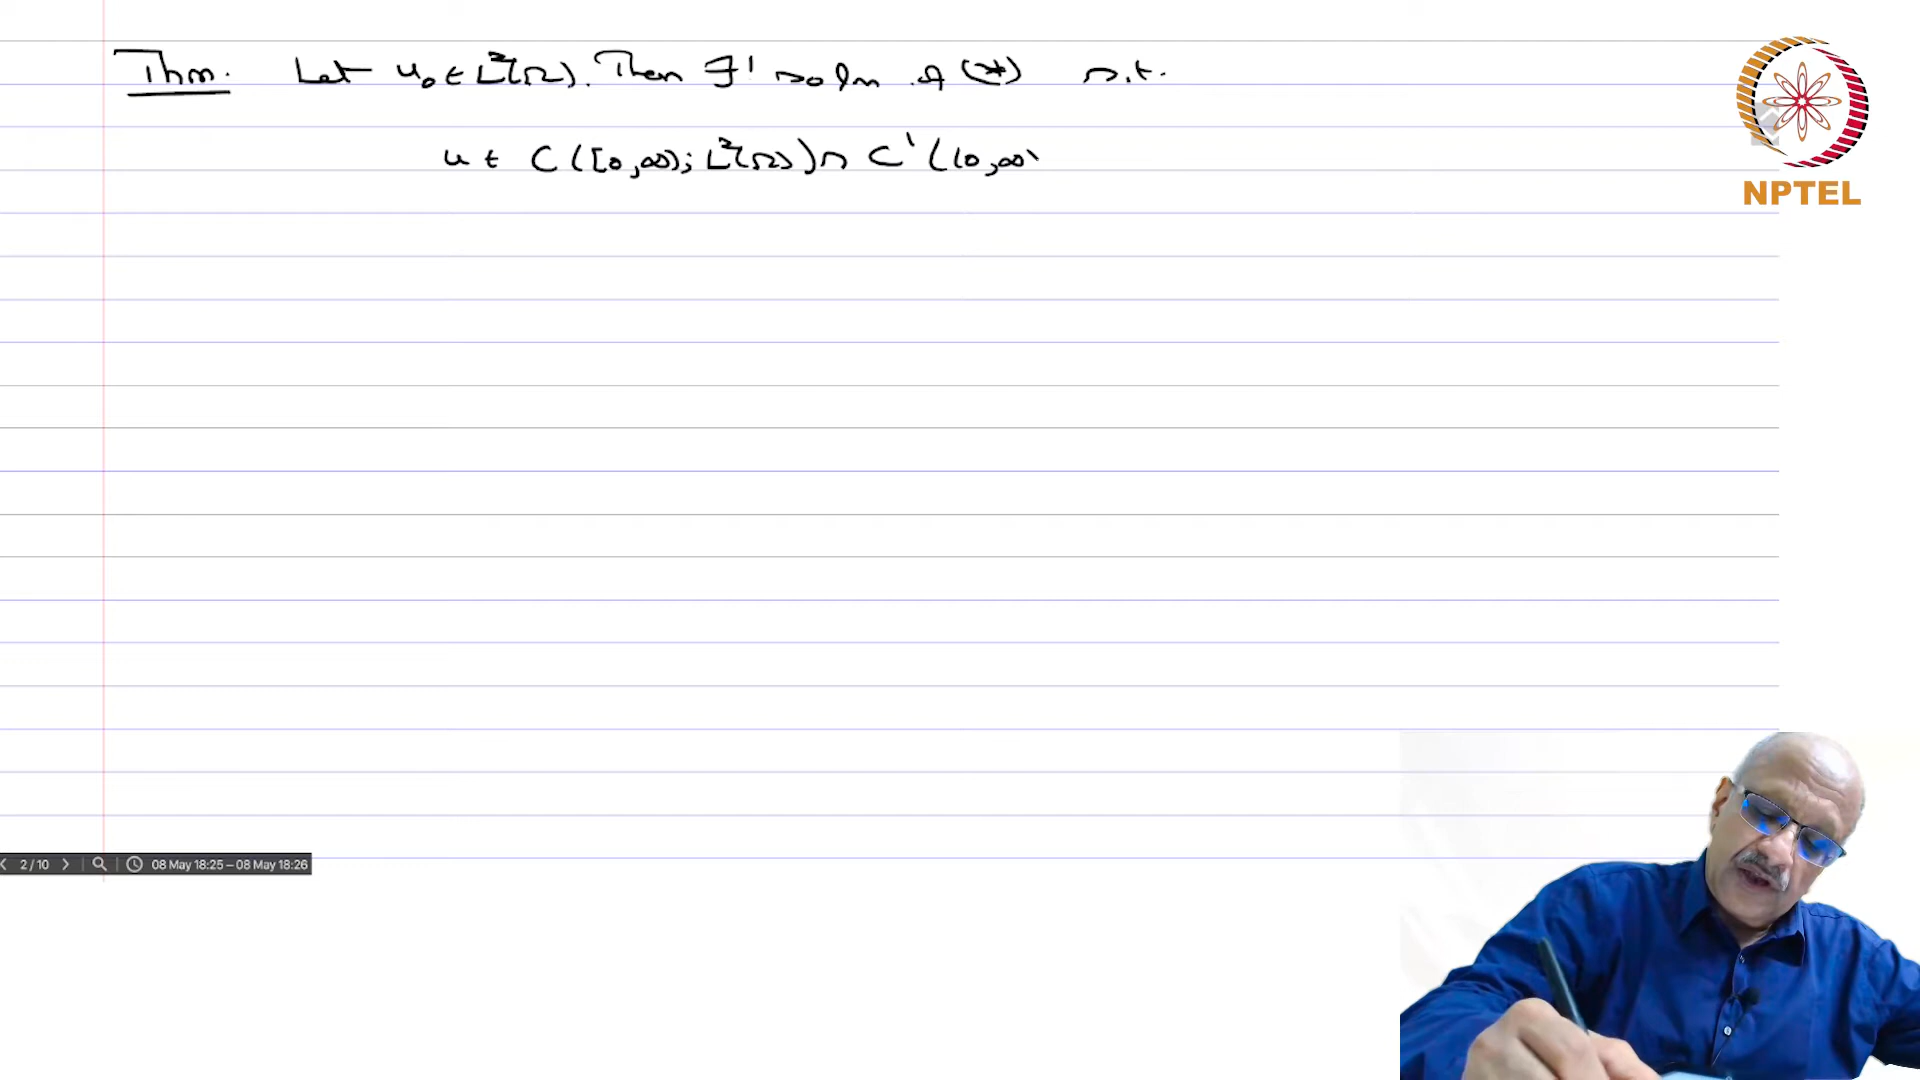 Thm. Let u₀ ∈ L²(Ω). Then ∃! soln. of (*) s.t.
u ∈ C([0,∞); L²(Ω)) ∩ C¹((0,∞)
NPTEL
2 / 10 08 May 18:25 – 08 May 18:26